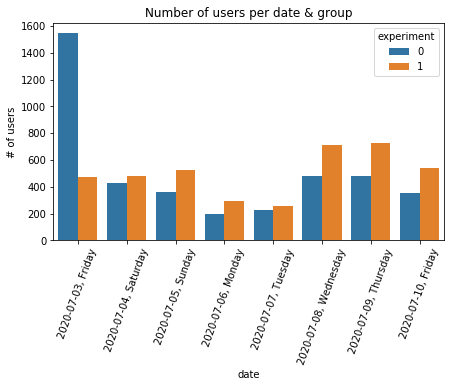 Number of users per date & group
experiment
0
1
# of users
1600
1400
1200
1000
800
600
400
200
0
2020-07-03, Friday
2020-07-04, Saturday
2020-07-05, Sunday
2020-07-06, Monday
2020-07-07, Tuesday
2020-07-08, Wednesday
2020-07-09, Thursday
2020-07-10, Friday
date